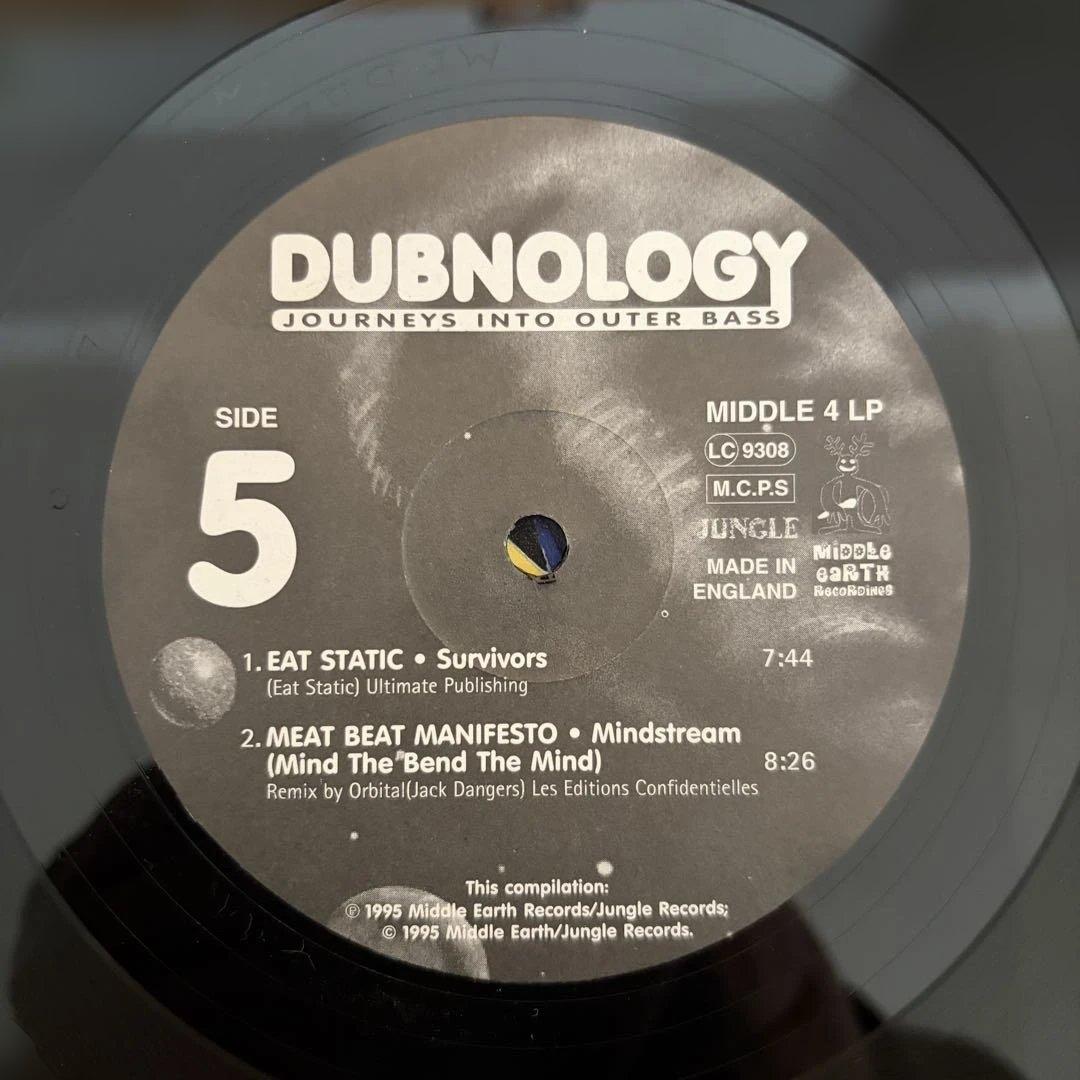 DUBNOLOGY
JOURNEYS INTO OUTER BASS
SIDE
5
MIDDLE 4 LP
LC 9308
M.C.P.S
JUNGLE
MADE IN
ENGLAND
MiDDLe
eaRTH
RecoRDiNGS
1. EAT STATIC • Survivors 7:44
(Eat Static) Ultimate Publishing
2. MEAT BEAT MANIFESTO • Mindstream
(Mind The Bend The Mind) 8:26
Remix by Orbital(Jack Dangers) Les Editions Confidentielles
This compilation:
℗ 1995 Middle Earth Records/Jungle Records;
© 1995 Middle Earth/Jungle Records.